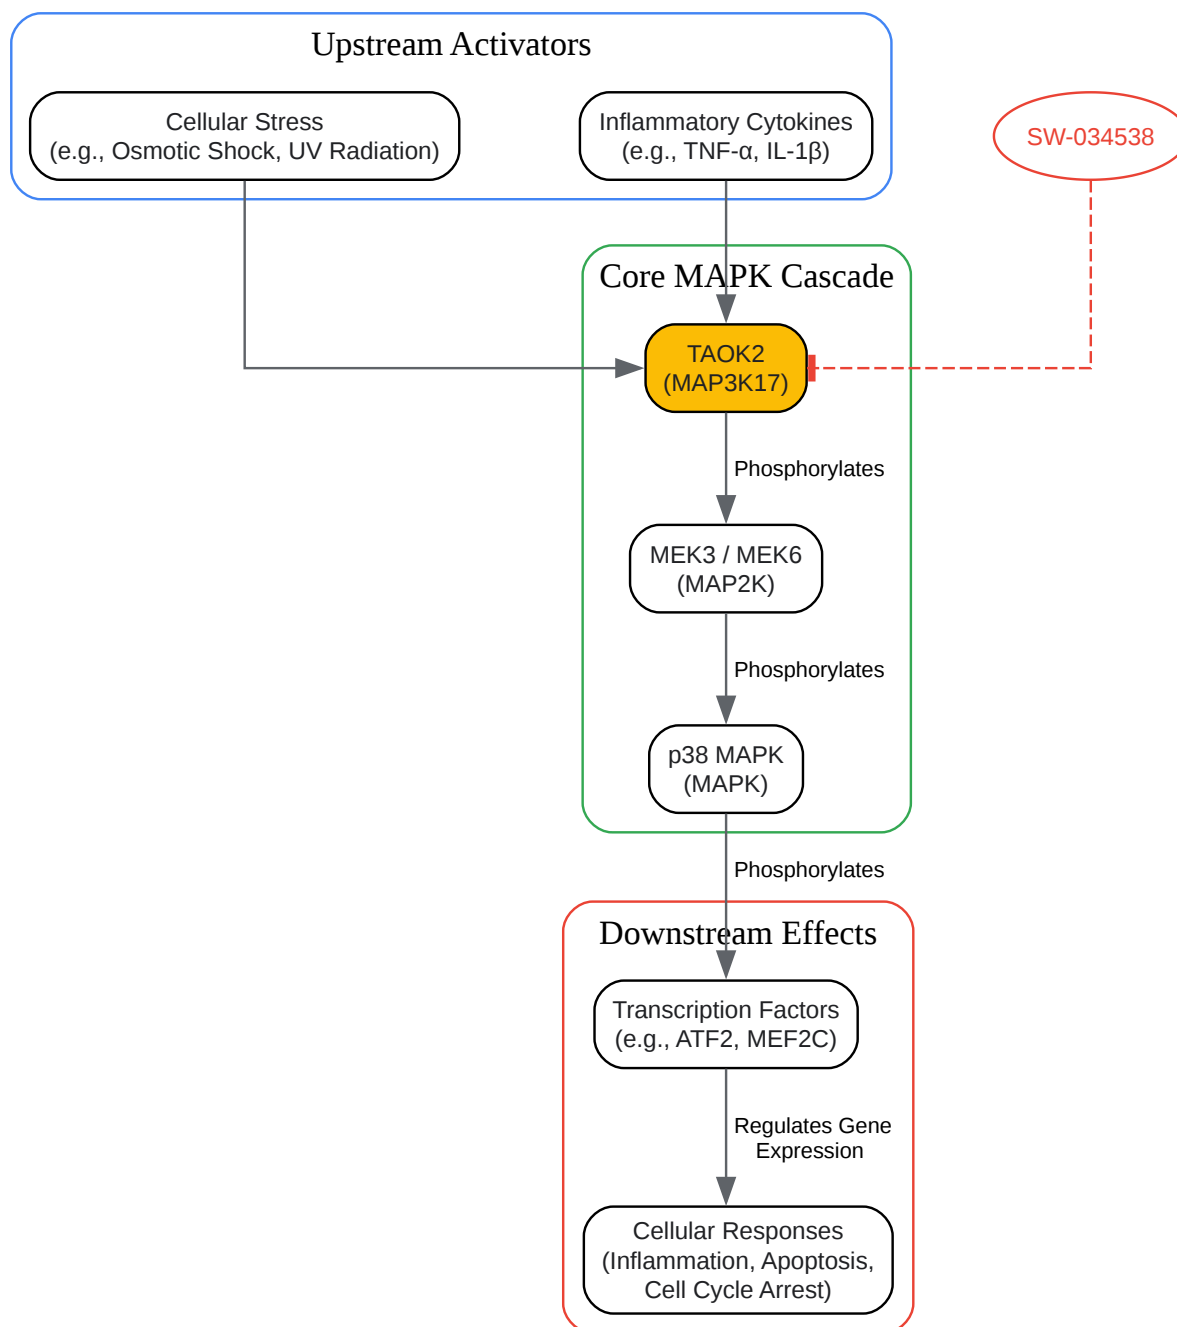 Upstream Activators
Cellular Stress
(e.g., Osmotic Shock, UV Radiation)
Inflammatory Cytokines
(e.g., TNF-α, IL-1β)
SW-034538
Core MAPK Cascade
TAOK2
(MAP3K17)
Phosphorylates
MEK3 / MEK6
(MAP2K)
Phosphorylates
p38 MAPK
(MAPK)
Phosphorylates
Downstream Effects
Transcription Factors
(e.g., ATF2, MEF2C)
Regulates Gene
Expression
Cellular Responses
(Inflammation, Apoptosis,
Cell Cycle Arrest)